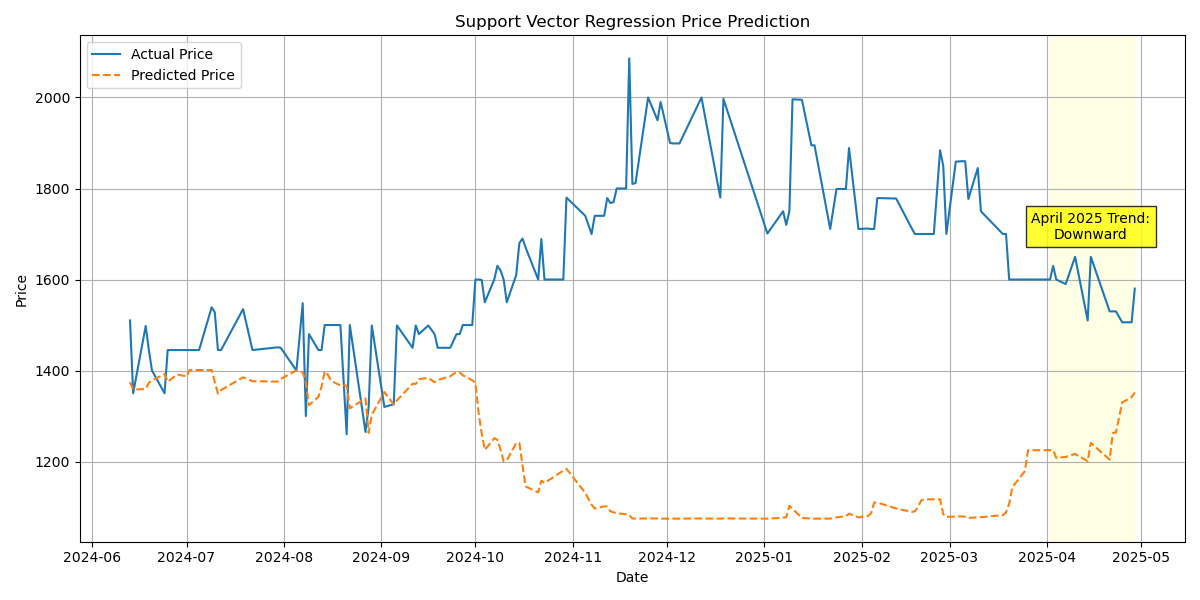 Support Vector Regression Price Prediction
Actual Price
Predicted Price
April 2025 Trend:
Downward
Price
2000
1800
1600
1400
1200
2024-06 2024-07 2024-08 2024-09 2024-10 2024-11 2024-12 2025-01 2025-02 2025-03 2025-04 2025-05
Date